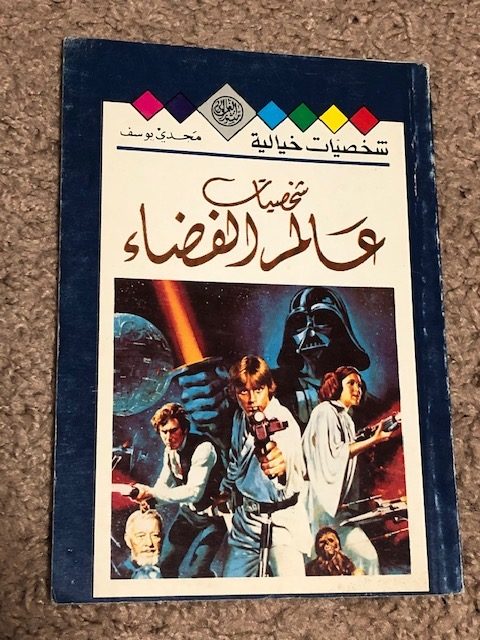 شخصيات خيالية
مجدي يوسف
شخصيات
عالم الفضاء